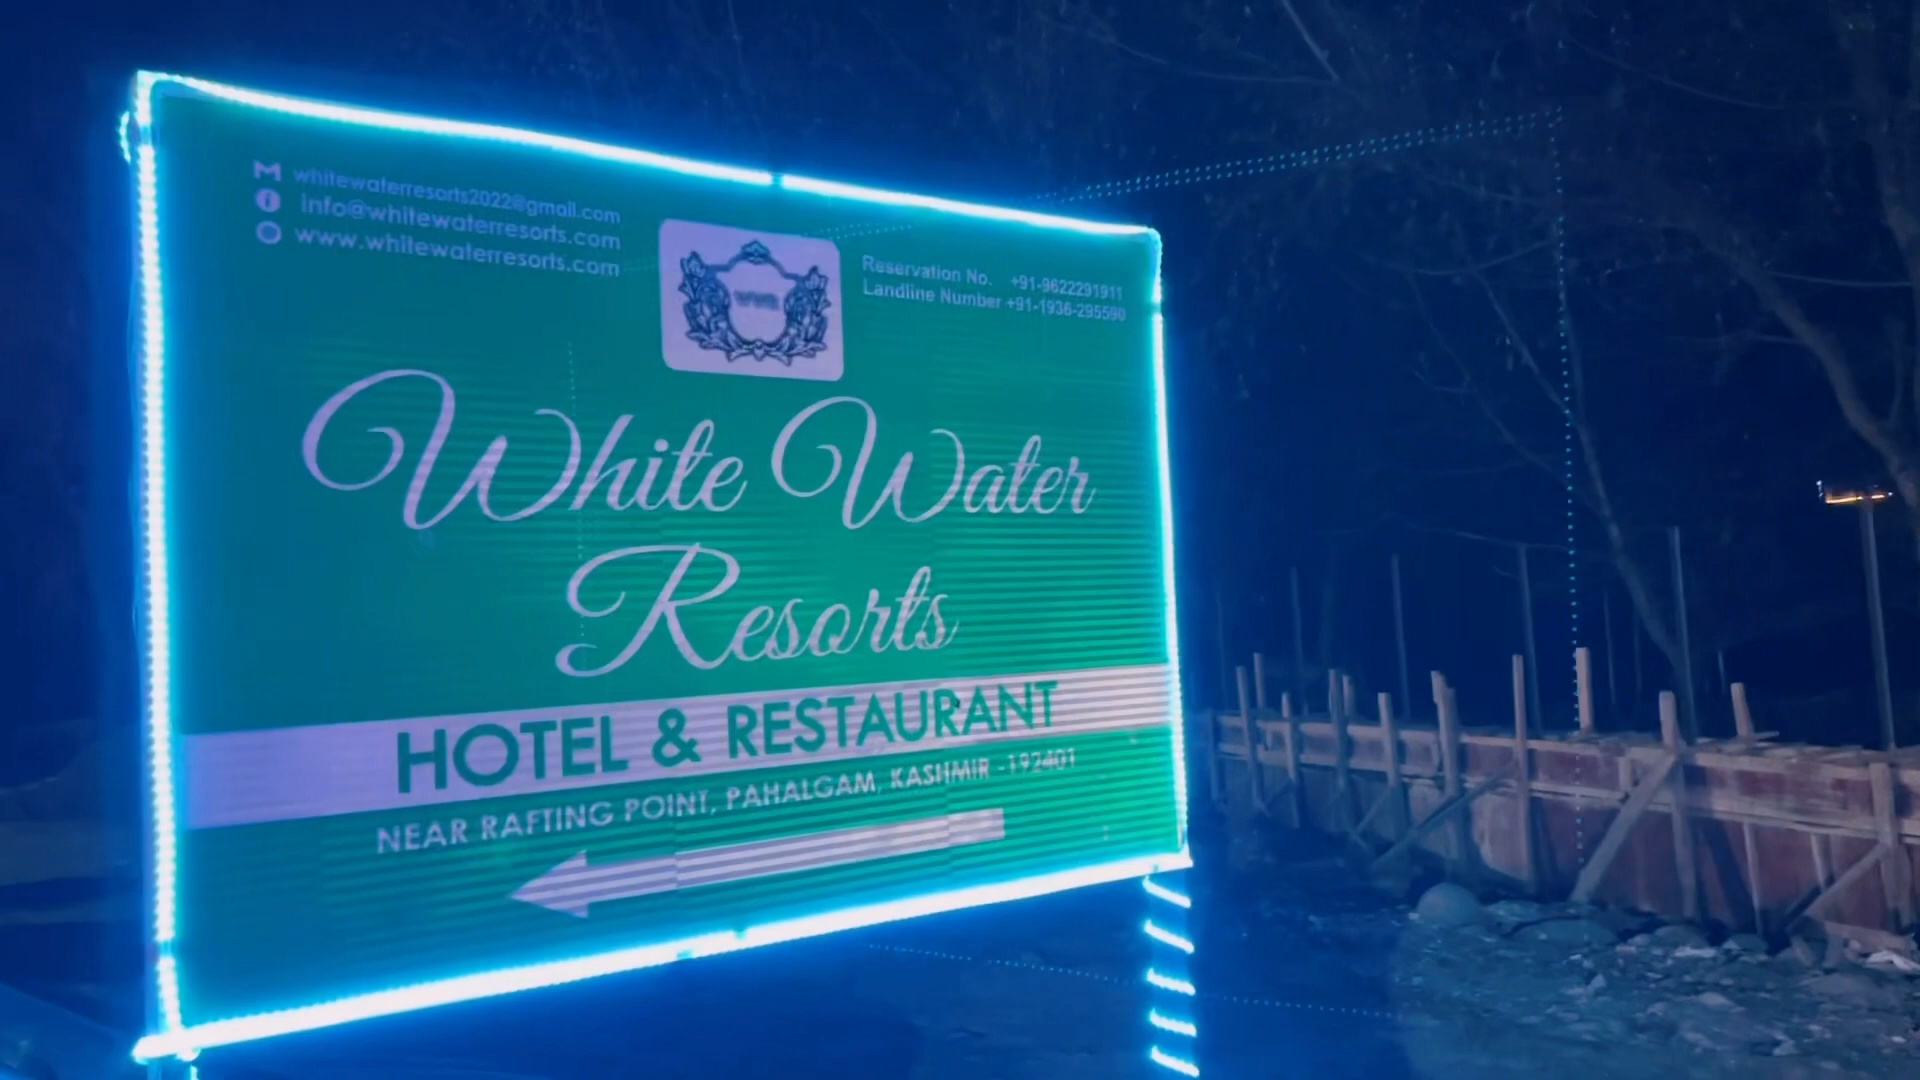 whitewaterresorts2022@gmail.com
info@whitewaterresorts.com
www.whitewaterresorts.com
Reservation No. +91-9622291911
Landline Number +91-1936-295590
White Water
Resorts
HOTEL & RESTAURANT
NEAR RAFTING POINT, PAHALGAM, KASHMIR -192401